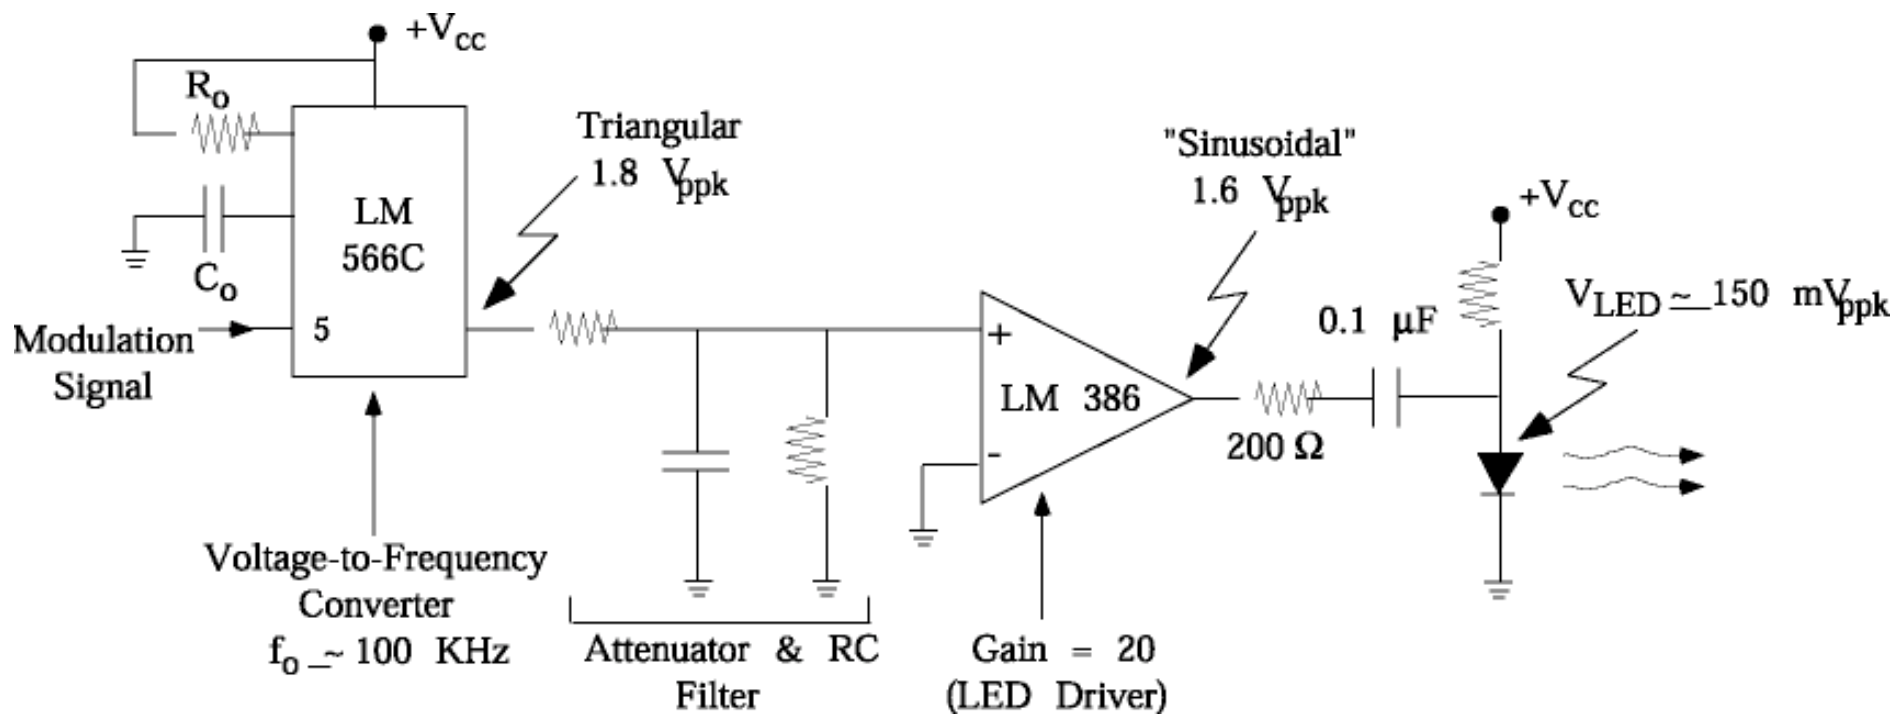 +Vcc
Ro
Triangular
1.8 Vppk
"Sinusoidal"
1.6 Vppk
+Vcc
LM
566C
Co
VLED ~_ 150 mVppk
0.1 μF
5
+
Modulation
Signal
LM 386
-
200 Ω
Voltage-to-Frequency
Converter
fo _~ 100 KHz
Attenuator & RC
Filter
Gain = 20
(LED Driver)